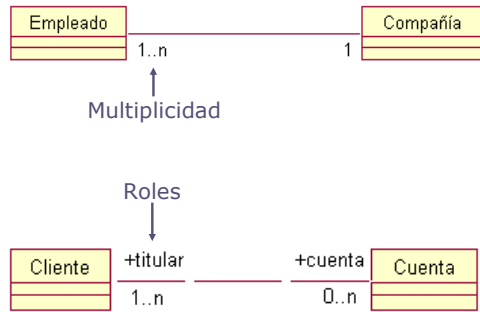 Empleado
Compañía
1..n
1
Multiplicidad
Roles
+titular
+cuenta
Cliente
Cuenta
1..n
0..n